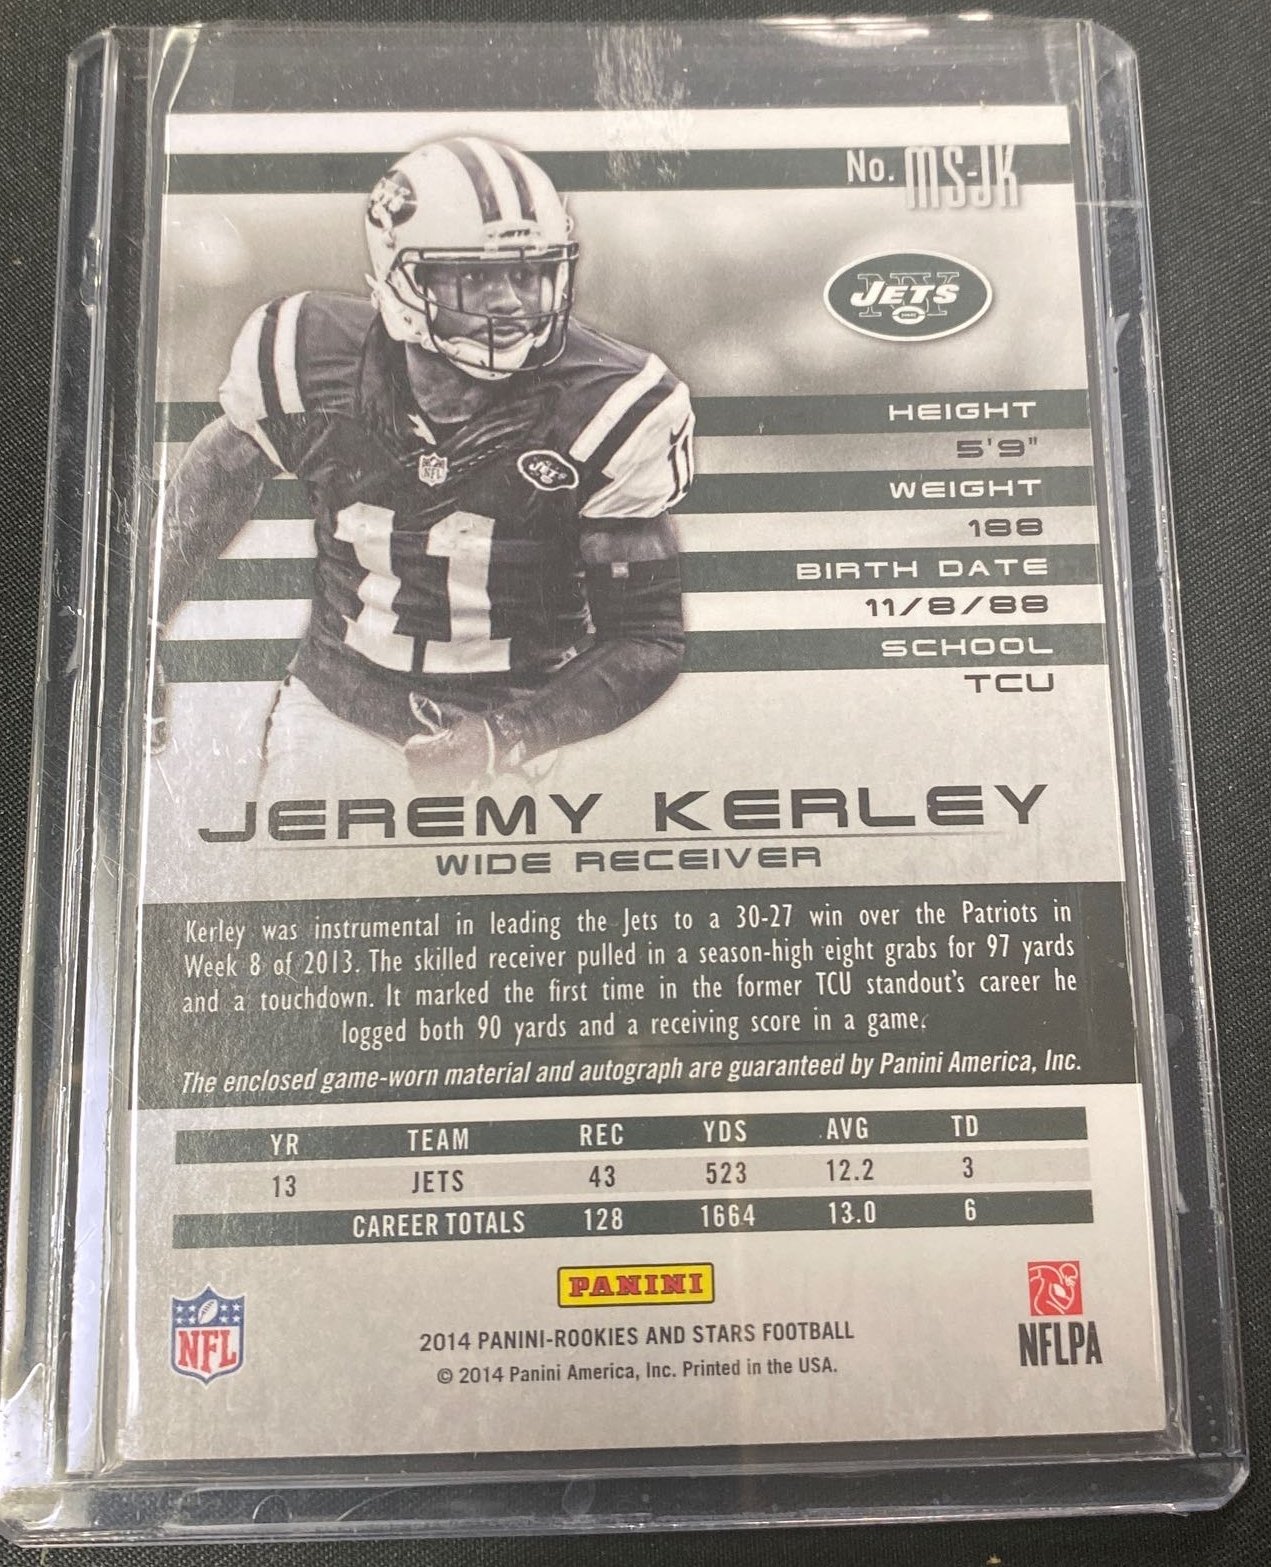 No. MS-JK
NY
JETS
HEIGHT
5'9"
WEIGHT
188
BIRTH DATE
11/8/88
SCHOOL
TCU
JETS
NFL
JETS
11
11
JEREMY KERLEY
WIDE RECEIVER
Kerley was instrumental in leading the Jets to a 30-27 win over the Patriots in
Week 8 of 2013. The skilled receiver pulled in a season-high eight grabs for 97 yards
and a touchdown. It marked the first time in the former TCU standout's career he
logged both 90 yards and a receiving score in a game.
The enclosed game-worn material and autograph are guaranteed by Panini America, Inc.
YR TEAM REC YDS AVG TD
13 JETS 43 523 12.2 3
CAREER TOTALS 128 1664 13.0 6
PANINI
NFL
2014 PANINI-ROOKIES AND STARS FOOTBALL
© 2014 Panini America, Inc. Printed in the USA.
NFLPA